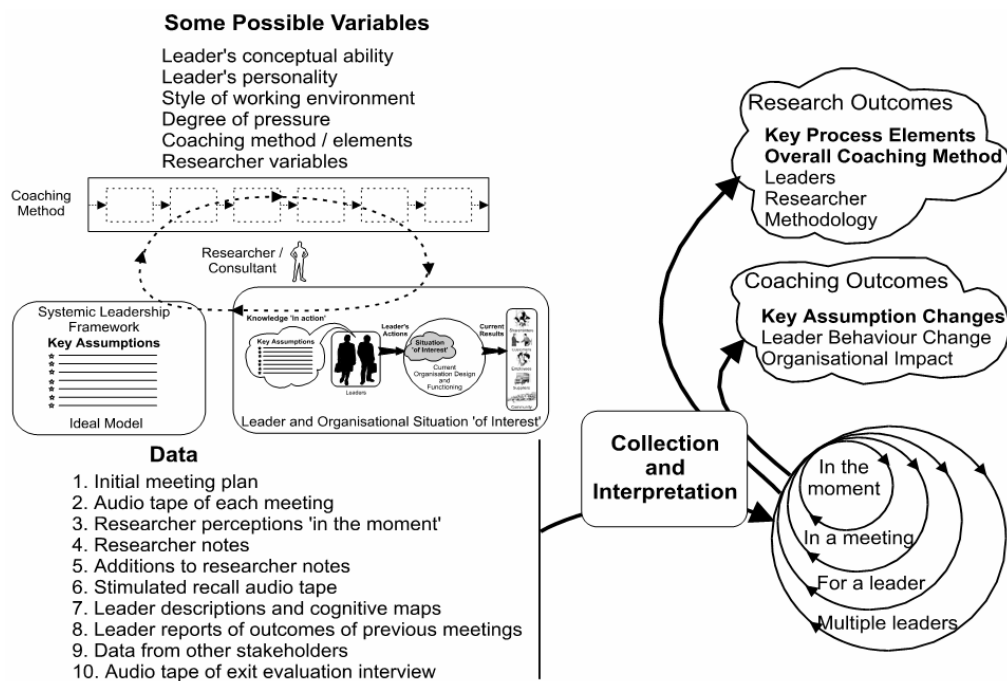 Some Possible Variables
Leader's conceptual ability
Leader's personality
Style of working environment
Degree of pressure
Coaching method / elements
Researcher variables
Coaching
Method
Researcher /
Consultant
Systemic Leadership
Framework
Key Assumptions
Ideal Model
Knowledge 'in action'
Key Assumptions
Leaders
Leader's
Actions
Situation
'of Interest'
Current
Organisation Design
and
Functioning
Current
Results
Customers
Employees
Suppliers
Community
Leader and Organisational Situation 'of Interest'
Data
1. Initial meeting plan
2. Audio tape of each meeting
3. Researcher perceptions 'in the moment'
4. Researcher notes
5. Additions to researcher notes
6. Stimulated recall audio tape
7. Leader descriptions and cognitive maps
8. Leader reports of outcomes of previous meetings
9. Data from other stakeholders
10. Audio tape of exit evaluation interview
Collection
and
Interpretation
Research Outcomes
Key Process Elements
Overall Coaching Method
Leaders
Researcher
Methodology
Coaching Outcomes
Key Assumption Changes
Leader Behaviour Change
Organisational Impact
In the
moment
In a meeting
For a leader
Multiple leaders